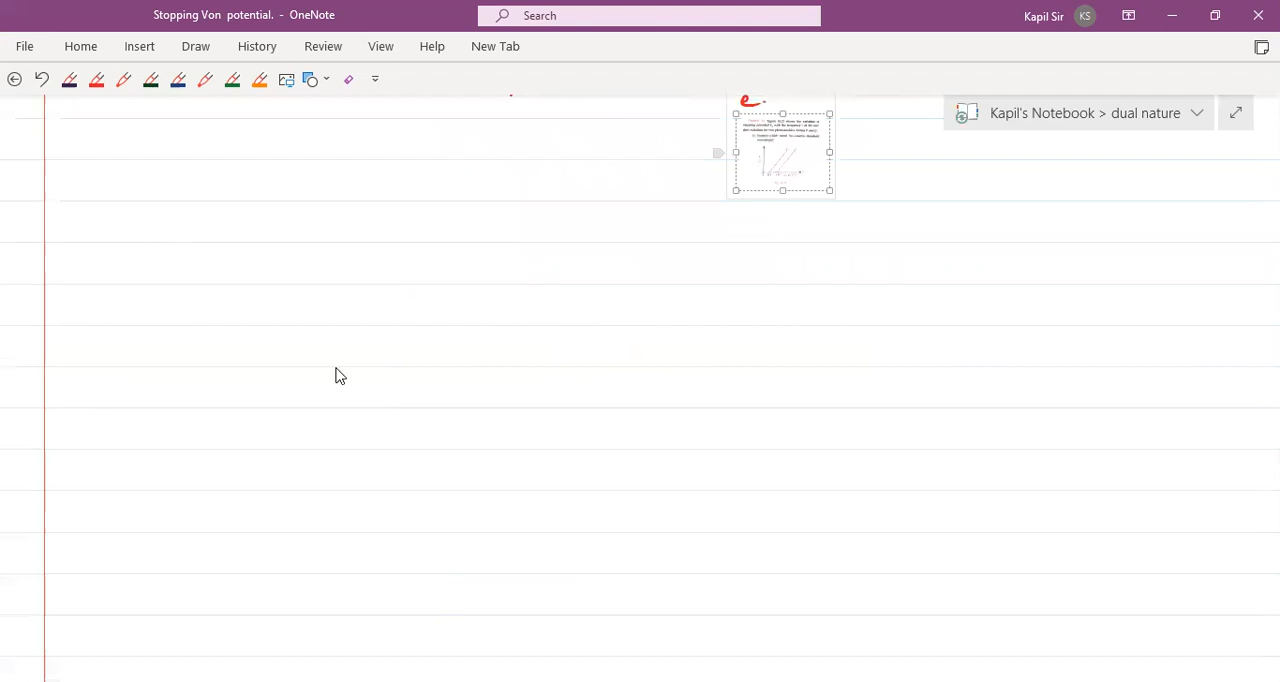 Stopping Von potential. - OneNote
Search
Kapil Sir KS
File Home Insert Draw History Review View Help New Tab
e.
Kapil's Notebook > dual nature